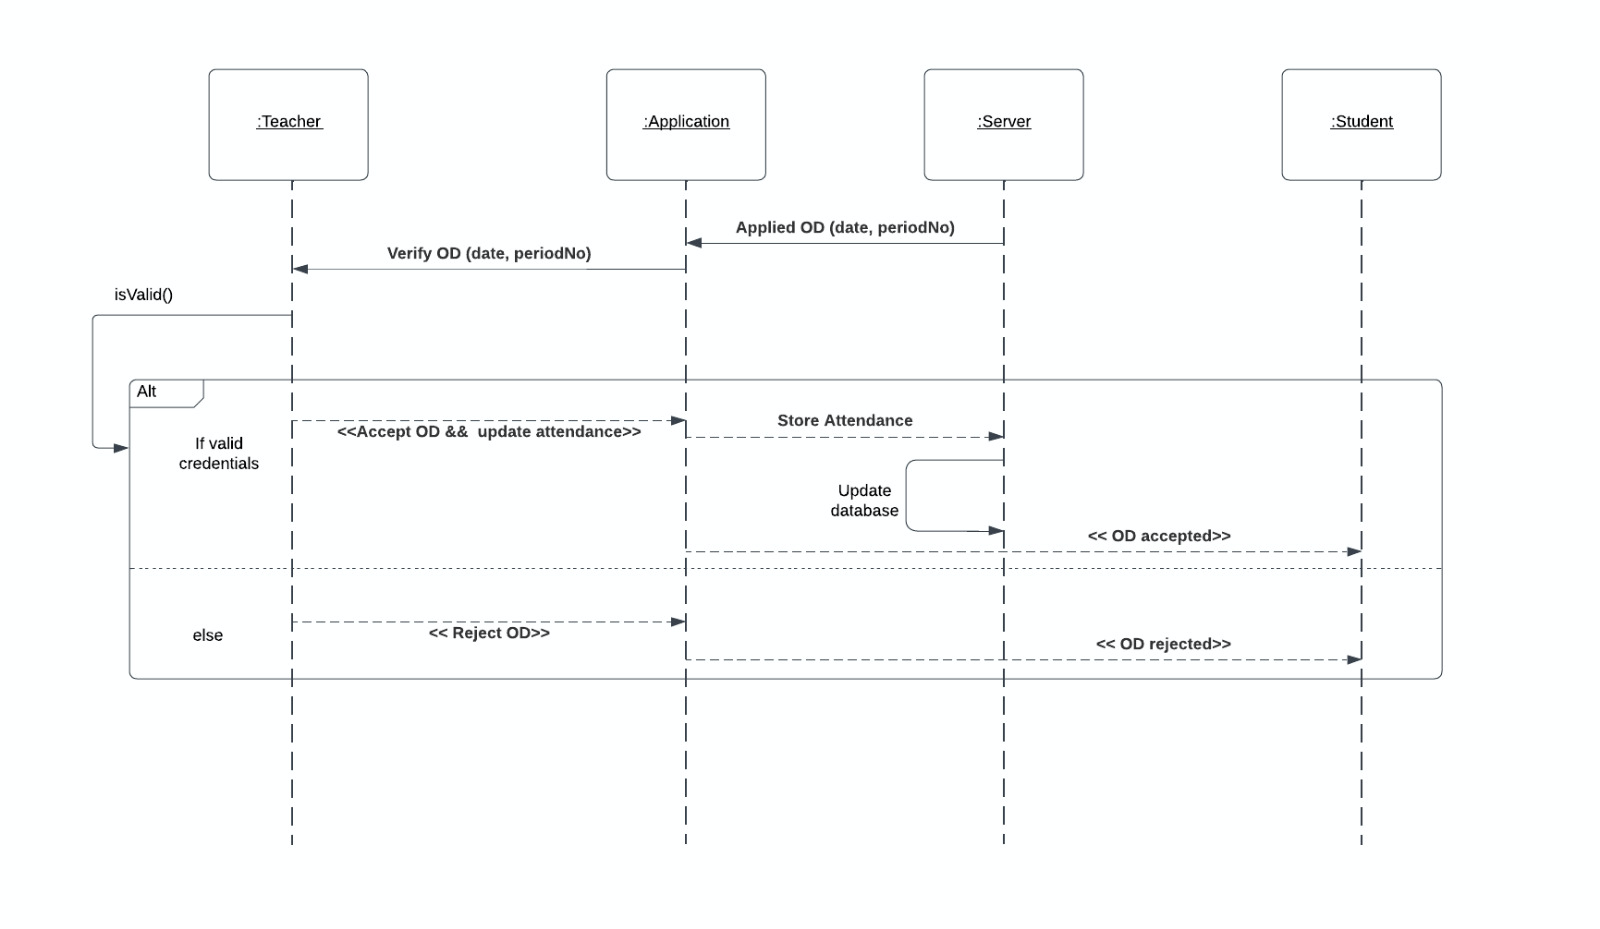 :Teacher
:Application
:Server
:Student
Applied OD (date, periodNo)
Verify OD (date, periodNo)
isValid()
Alt
Store Attendance
<<Accept OD &&  update attendance>>
If valid
credentials
Update
database
<< OD accepted>>
<< Reject OD>>
else
<< OD rejected>>